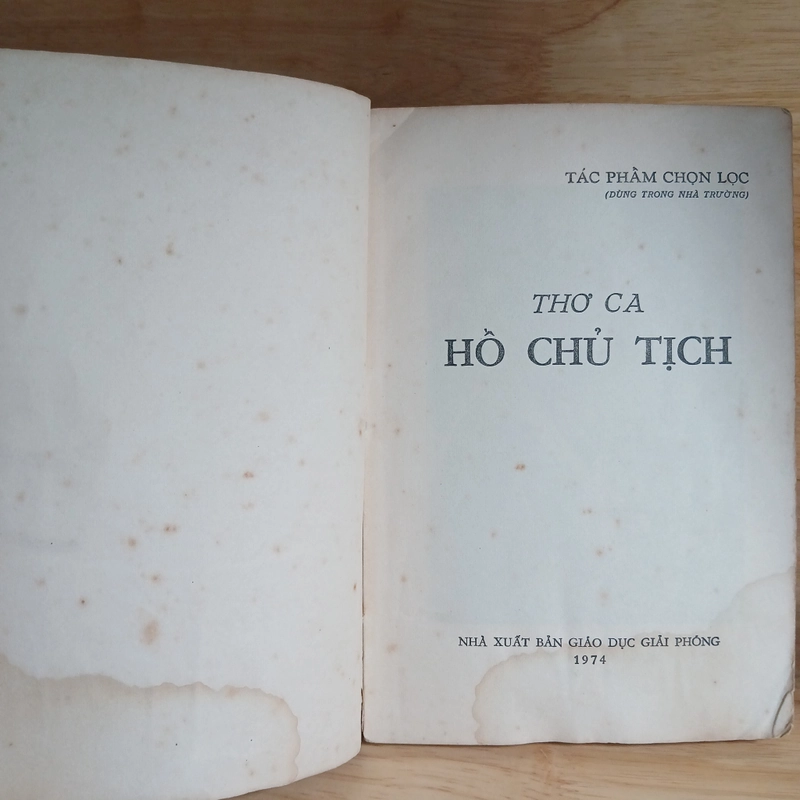 TÁC PHẨM CHỌN LỌC
(DÙNG TRONG NHÀ TRƯỜNG)
THƠ CA
HỒ CHỦ TỊCH
NHÀ XUẤT BẢN GIÁO DỤC GIẢI PHÓNG
1974